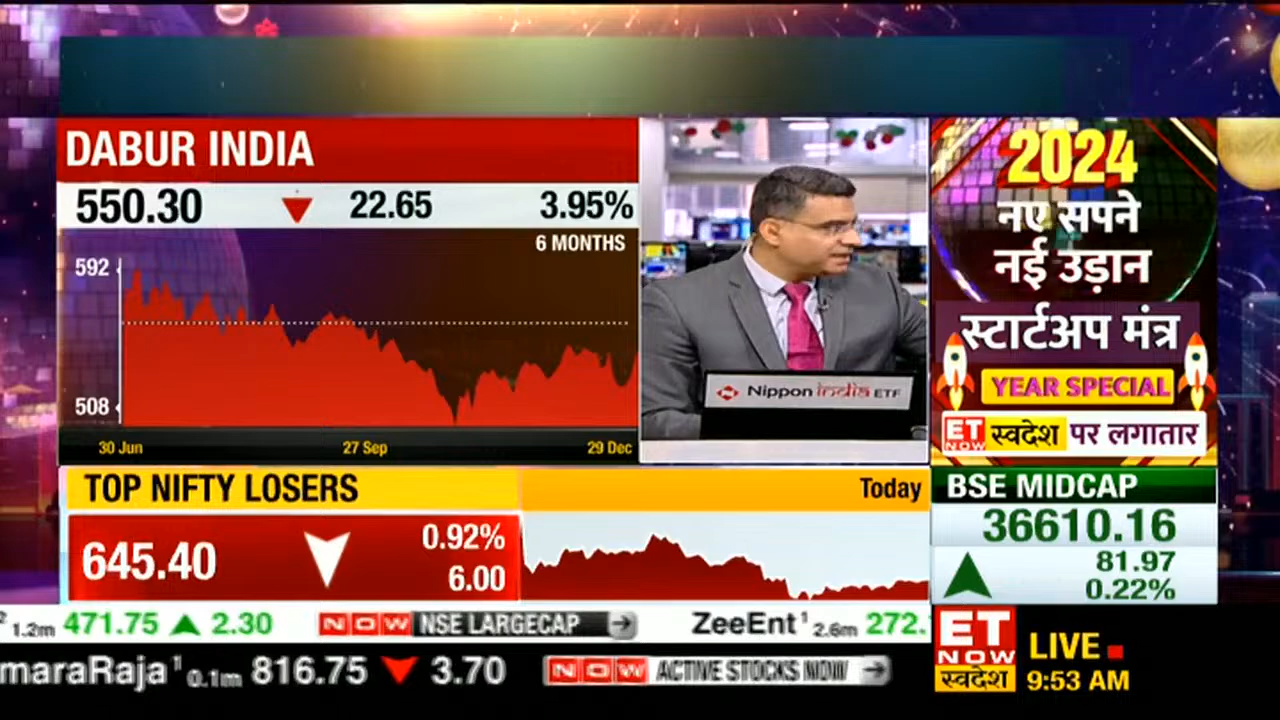 DABUR INDIA
550.30 ▼ 22.65 3.95%
6 MONTHS
592
508
30 Jun 27 Sep 29 Dec
Nippon india ETF
2024
नए सपने
नई उड़ान
स्टार्टअप मंत्र
YEAR SPECIAL
ET NOW स्वदेश पर लगातार
TOP NIFTY LOSERS Today
645.40 0.92%
6.00
BSE MIDCAP
36610.16
▲ 81.97
0.22%
1.2m 471.75 ▲ 2.30 NOW NSE LARGECAP → ZeeEnt 1 2.6m 272.
maraRaja 1 0.1m 816.75 ▼ 3.70 NOW ACTIVE STOCKS NOW →
ET
NOW
स्वदेश
LIVE
9:53 AM